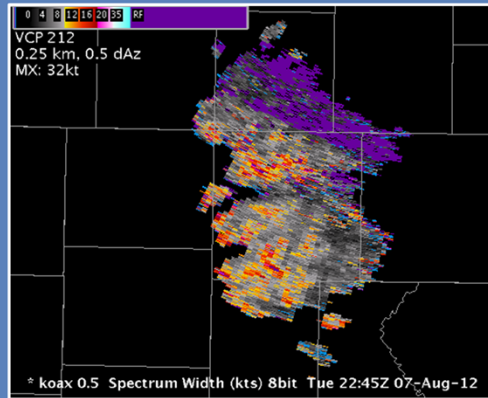 0 4 8 12 16 20 35 RF
VCP 212
0.25 km, 0.5 dAz
MX: 32kt
* koax 0.5 Spectrum Width (kts) 8bit Tue 22:45Z 07-Aug-12